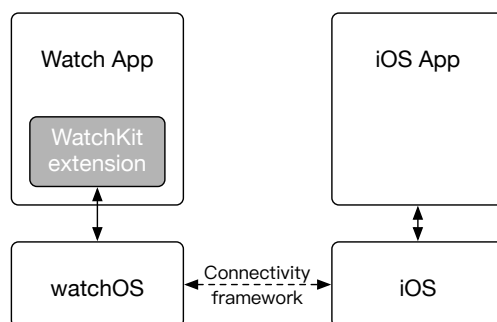 Watch App
iOS App
WatchKit
extension
Connectivity
framework
watchOS
iOS